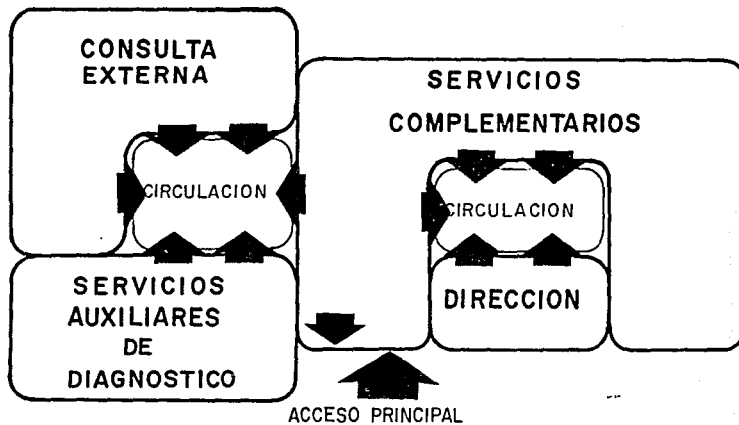 CONSULTA
EXTERNA
SERVICIOS
COMPLEMENTARIOS
CIRCULACION
CIRCULACION
SERVICIOS
AUXILIARES
DE
DIAGNOSTICO
DIRECCION
ACCESO PRINCIPAL